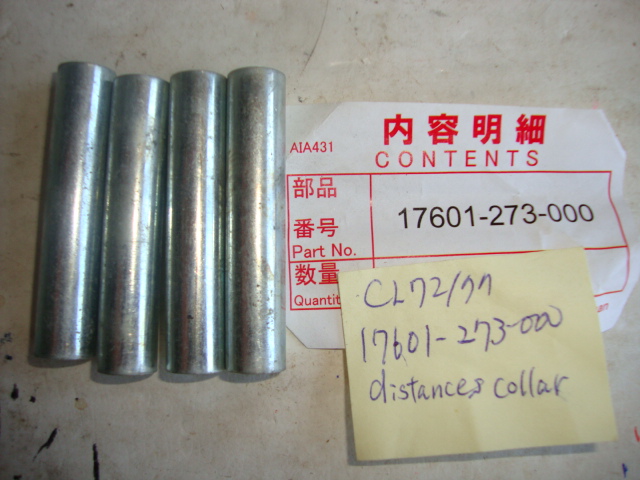 内容明細
AIA431
CONTENTS
部品
番号
17601-273-000
Part No.
数量
Quantit
CL72/77
17601-273-000
distances collar